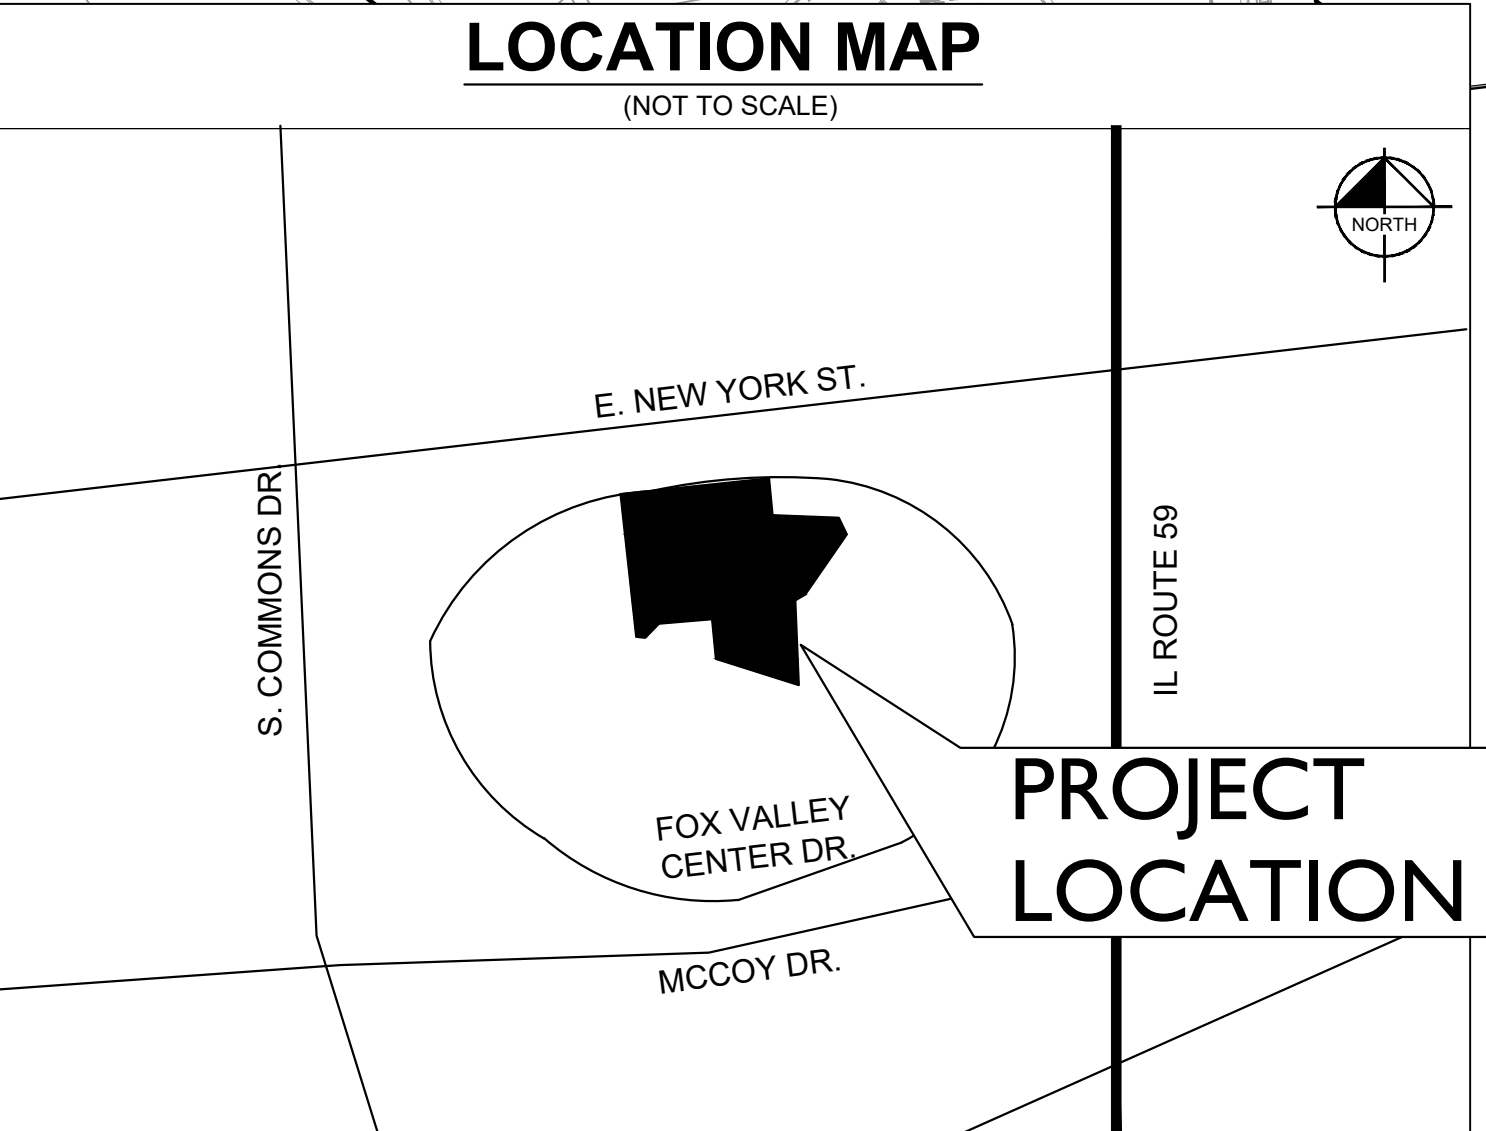 LOCATION MAP
(NOT TO SCALE)
NORTH
E. NEW YORK ST.
S. COMMONS DR.
IL ROUTE 59
PROJECT
LOCATION
FOX VALLEY
CENTER DR.
MCCOY DR.